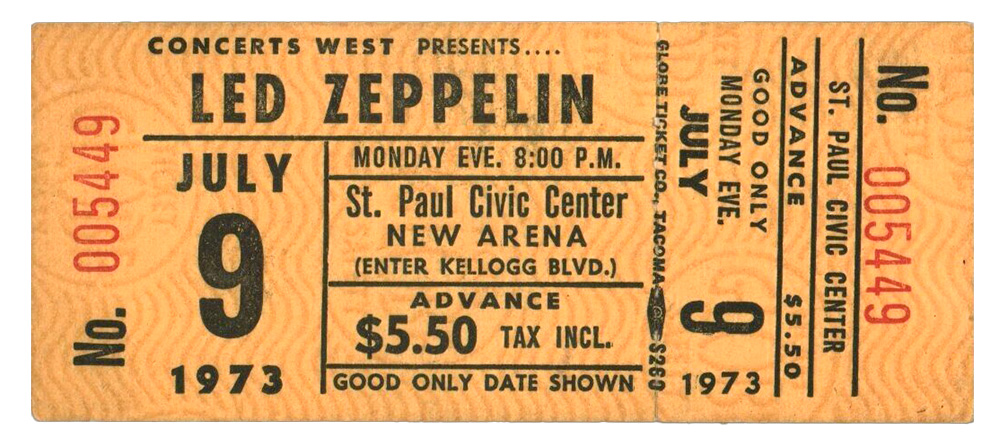 CONCERTS WEST PRESENTS....
LED ZEPPELIN
No. 005449
JULY
9
1973
MONDAY EVE. 8:00 P.M.
St. Paul Civic Center
NEW ARENA
(ENTER KELLOGG BLVD.)
ADVANCE
$5.50 TAX INCL.
GOOD ONLY DATE SHOWN
GLOBE TICKET CO., TACOMA
JULY
9
1973
MONDAY EVE.
GOOD ONLY
ADVANCE $5.50
ST. PAUL CIVIC CENTER
No. 005449